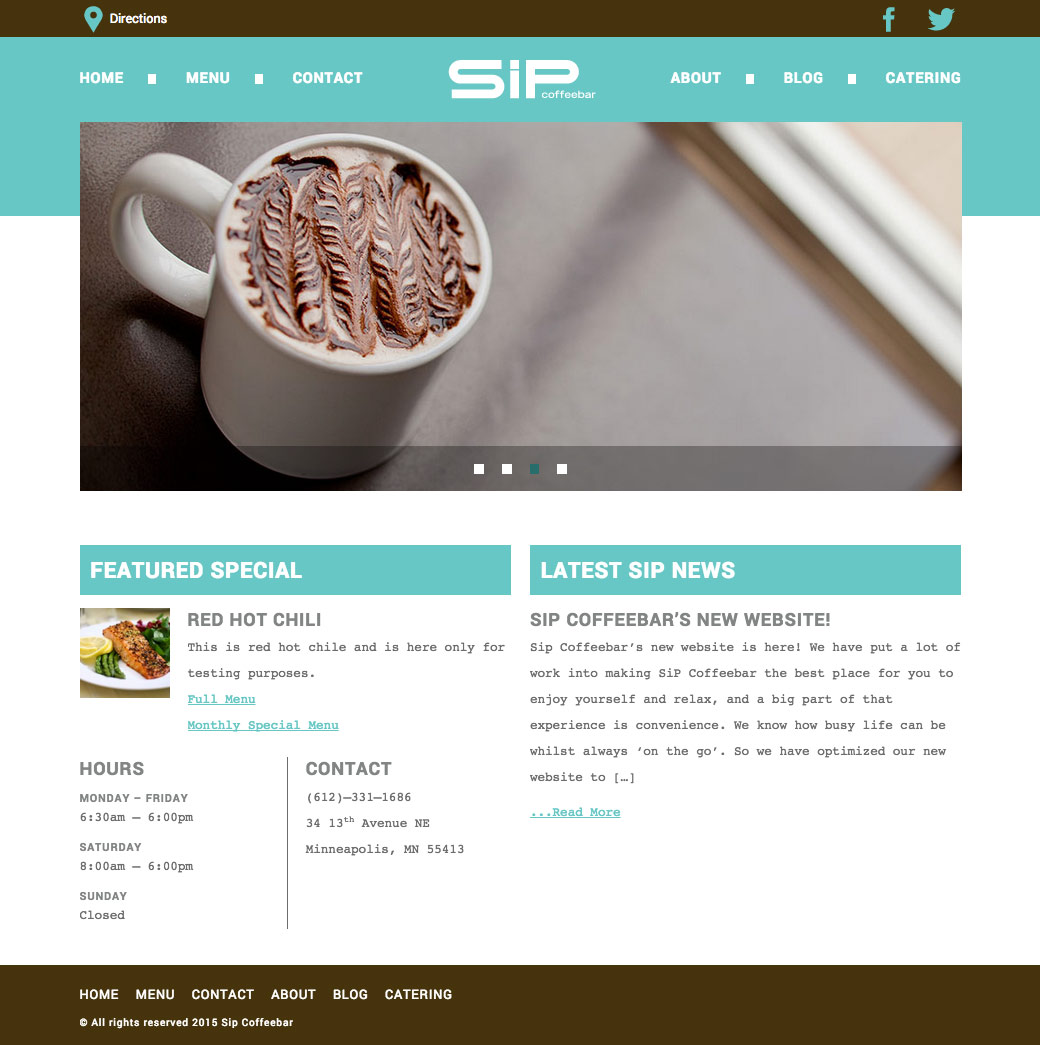 Directions
HOME MENU CONTACT SiP coffeebar ABOUT BLOG CATERING
FEATURED SPECIAL
RED HOT CHILI
This is red hot chile and is here only for
testing purposes.
Full Menu
Monthly Special Menu
HOURS
MONDAY – FRIDAY
6:30am – 6:00pm
SATURDAY
8:00am – 6:00pm
SUNDAY
Closed
CONTACT
(612)–331–1686
34 13th Avenue NE
Minneapolis, MN 55413
LATEST SIP NEWS
SIP COFFEEBAR’S NEW WEBSITE!
Sip Coffeebar’s new website is here! We have put a lot of
work into making SiP Coffeebar the best place for you to
enjoy yourself and relax, and a big part of that
experience is convenience. We know how busy life can be
whilst always ‘on the go’. So we have optimized our new
website to […]
...Read More
HOME MENU CONTACT ABOUT BLOG CATERING
© All rights reserved 2015 Sip Coffeebar